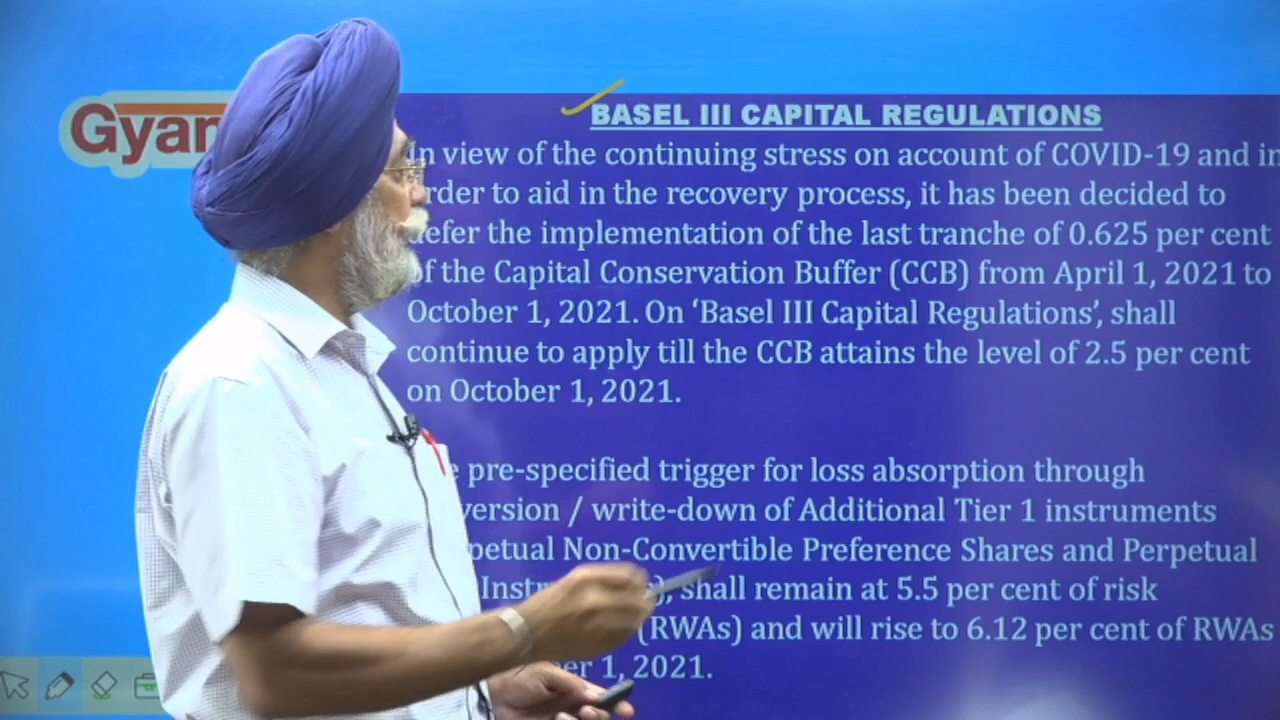 Gyan
BASEL III CAPITAL REGULATIONS
In view of the continuing stress on account of COVID-19 and in
order to aid in the recovery process, it has been decided to
defer the implementation of the last tranche of 0.625 per cent
of the Capital Conservation Buffer (CCB) from April 1, 2021 to
October 1, 2021. On ‘Basel III Capital Regulations’, shall
continue to apply till the CCB attains the level of 2.5 per cent
on October 1, 2021.
pre-specified trigger for loss absorption through
version / write-down of Additional Tier 1 instruments
petual Non-Convertible Preference Shares and Perpetual
shall remain at 5.5 per cent of risk
(RWAs) and will rise to 6.12 per cent of RWAs
er 1, 2021.